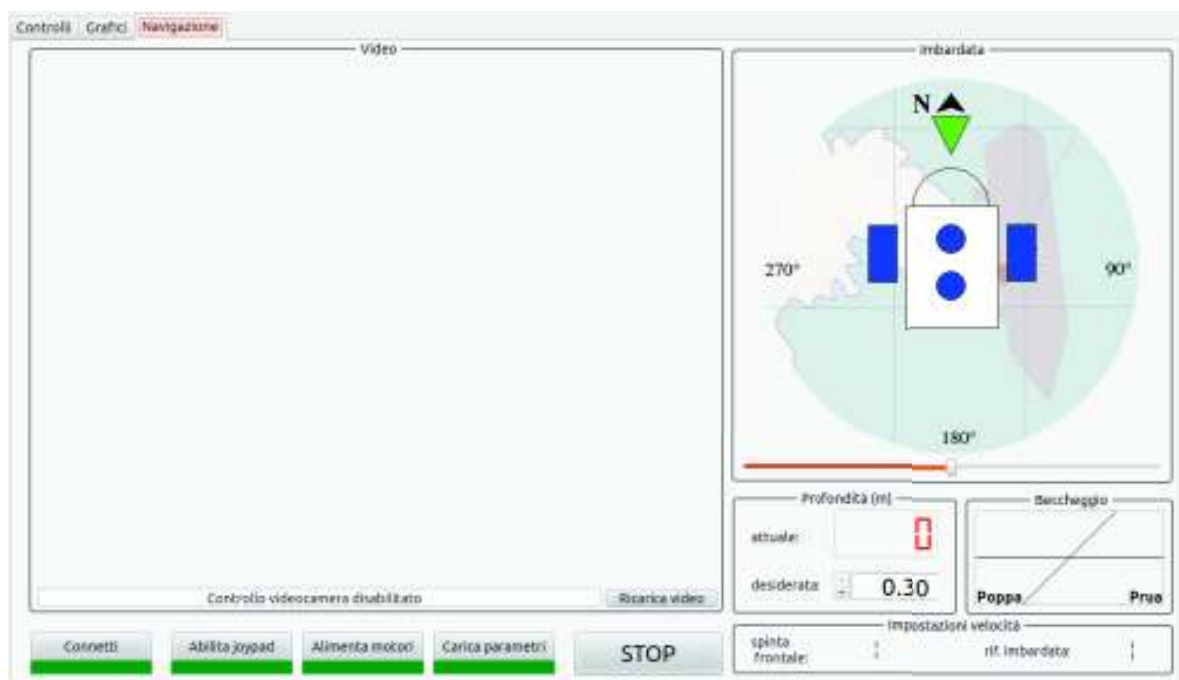 Controlli Grafici Navigazione
Video
Imbardata
N
270°
90°
180°
Controllo videocamera disabilitato
Ricarica video
Profondità (m)
attuale:
0
desiderata:
0.30
Beccheggio
Poppa
Prua
Connetti
Abilita joypad
Alimenta motori
Carica parametri
STOP
Impostazioni velocità
spinta
frontale:
rif. imbardata: